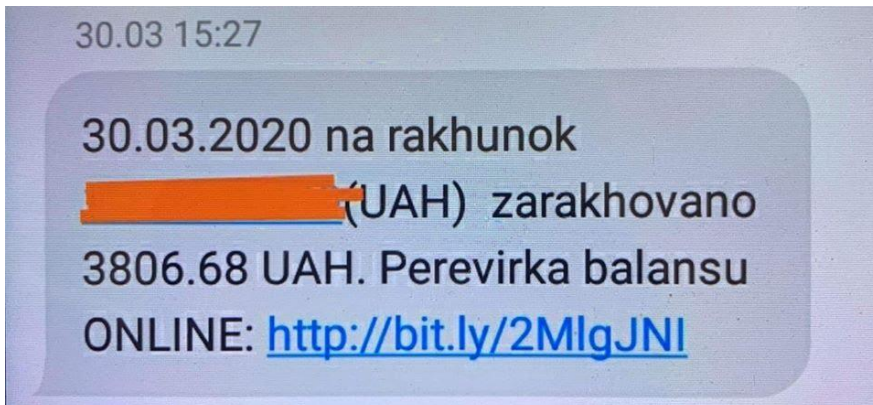 30.03 15:27
30.03.2020 na rakhunok
(UAH) zarakhovano
3806.68 UAH. Perevirka balansu
ONLINE: http://bit.ly/2MlgJNI